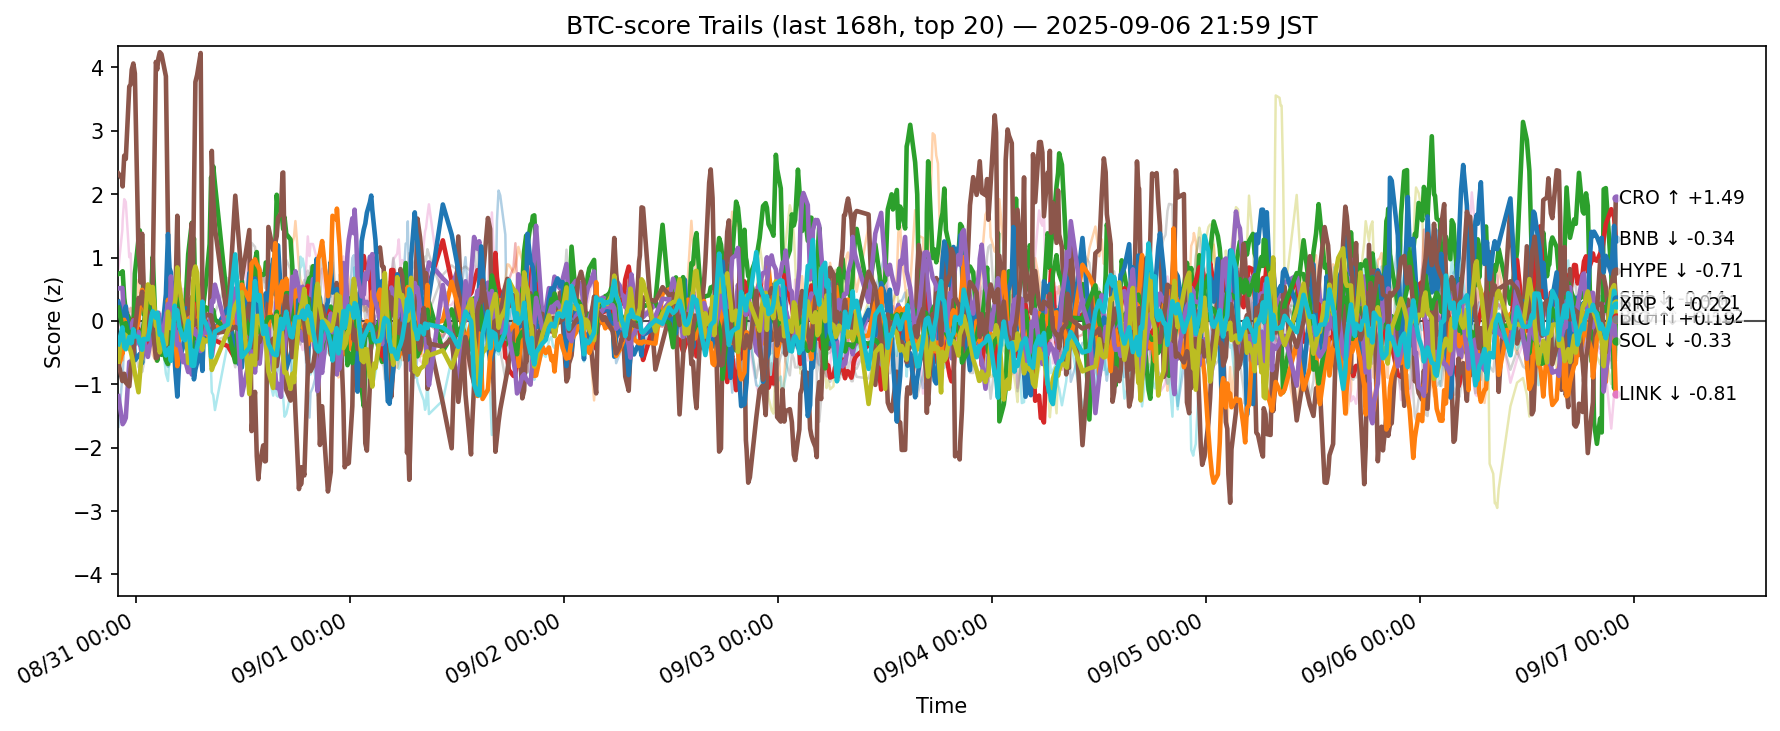 BTC-score Trails (last 168h, top 20) — 2025-09-06 21:59 JST
Score (z)
4
3
2
1
0
−1
−2
−3
−4
CRO ↑ +1.49
BNB ↓ -0.34
HYPE ↓ -0.71
XRP ↓ -0.22
SOL ↓ -0.33
LINK ↓ -0.81
08/31 00:00
09/01 00:00
09/02 00:00
09/03 00:00
09/04 00:00
09/05 00:00
09/06 00:00
09/07 00:00
Time